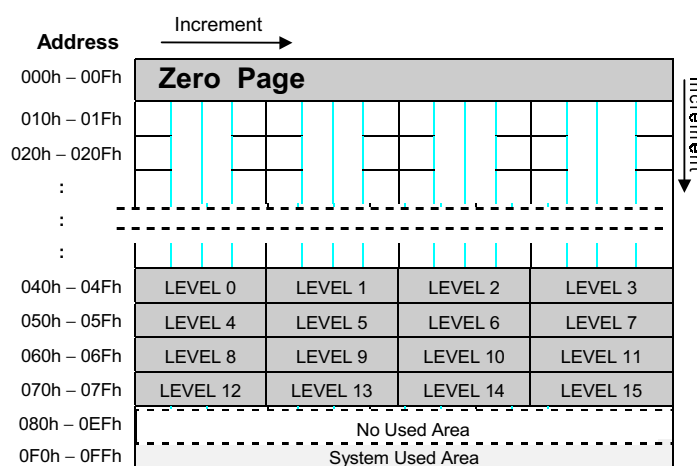 Increment
Address
000h – 00Fh Zero Page
Increment
010h – 01Fh
020h – 020Fh
:
:
:
040h – 04Fh LEVEL 0 LEVEL 1 LEVEL 2 LEVEL 3
050h – 05Fh LEVEL 4 LEVEL 5 LEVEL 6 LEVEL 7
060h – 06Fh LEVEL 8 LEVEL 9 LEVEL 10 LEVEL 11
070h – 07Fh LEVEL 12 LEVEL 13 LEVEL 14 LEVEL 15
080h – 0EFh No Used Area
0F0h – 0FFh System Used Area